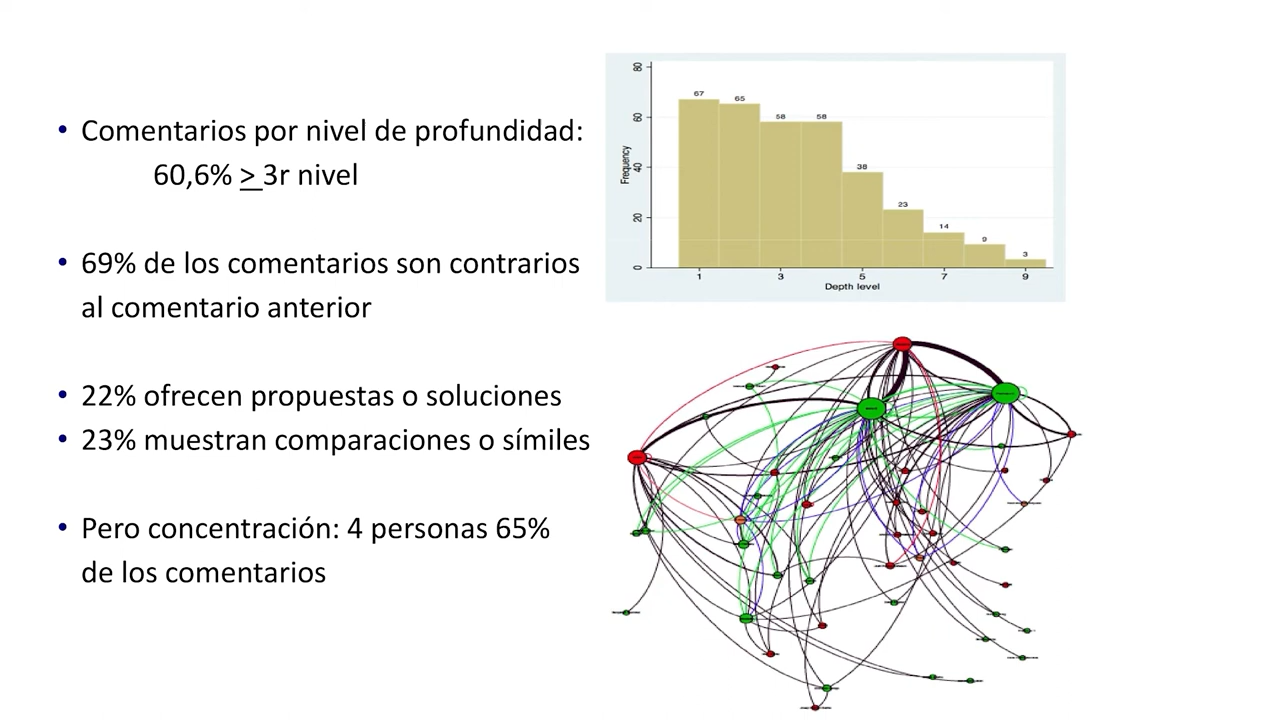 • Comentarios por nivel de profundidad:
60,6% > 3r nivel
• 69% de los comentarios son contrarios
al comentario anterior
• 22% ofrecen propuestas o soluciones
• 23% muestran comparaciones o símiles
• Pero concentración: 4 personas 65%
de los comentarios
Frequency
80
60
40
20
0
67
65
58
58
38
23
14
9
3
1 3 5 7 9
Depth level